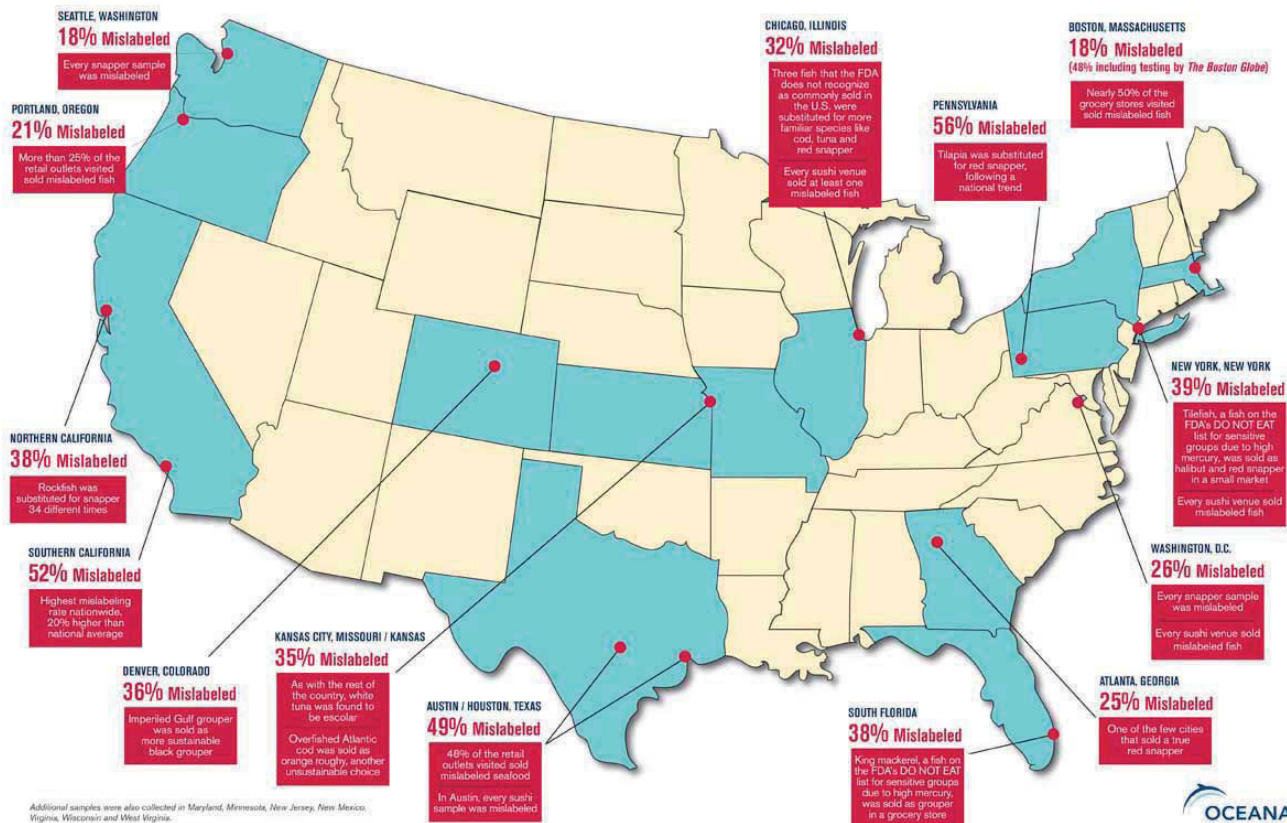 SEATTLE, WASHINGTON
18% Mislabeled
Every snapper sample
was mislabeled
PORTLAND, OREGON
21% Mislabeled
More than 25% of the
retail outlets visited
sold mislabeled fish
NORTHERN CALIFORNIA
38% Mislabeled
Rockfish was
substituted for snapper
34 different times
SOUTHERN CALIFORNIA
52% Mislabeled
Highest mislabeling
rate nationwide,
20% higher than
national average
DENVER, COLORADO
36% Mislabeled
Imperiled Gulf grouper
was sold as
more sustainable
black grouper
KANSAS CITY, MISSOURI / KANSAS
35% Mislabeled
As with the rest of
the country, white
tuna was found to
be escolar
Overfished Atlantic
cod was sold as
orange roughy, another
unsustainable choice
AUSTIN / HOUSTON, TEXAS
49% Mislabeled
48% of the retail
outlets visited sold
mislabeled seafood
In Austin, every sushi
sample was mislabeled
CHICAGO, ILLINOIS
32% Mislabeled
Three fish that the FDA
does not recognize
as commonly sold in
the U.S. were
substituted for more
familiar species like
cod, tuna and
red snapper
Every sushi venue
sold at least one
mislabeled fish
PENNSYLVANIA
56% Mislabeled
Tilapia was substituted
for red snapper,
following a
national trend
BOSTON, MASSACHUSETTS
18% Mislabeled
(48% including testing by The Boston Globe)
Nearly 50% of the
grocery stores visited
sold mislabeled fish
NEW YORK, NEW YORK
39% Mislabeled
Tilefish, a fish on the
FDA's DO NOT EAT
list for sensitive
groups due to high
mercury, was sold as
halibut and red snapper
in a small market
Every sushi venue sold
mislabeled fish
WASHINGTON, D.C.
26% Mislabeled
Every snapper sample
was mislabeled
Every sushi venue sold
mislabeled fish
ATLANTA, GEORGIA
25% Mislabeled
One of the few cities
that sold a true
red snapper
SOUTH FLORIDA
38% Mislabeled
King mackerel, a fish on
the FDA's DO NOT EAT
list for sensitive groups
due to high mercury,
was sold as grouper
in a grocery store
Additional samples were also collected in Maryland, Minnesota, New Jersey, New Mexico,
Virginia, Wisconsin and West Virginia.
OCEANA